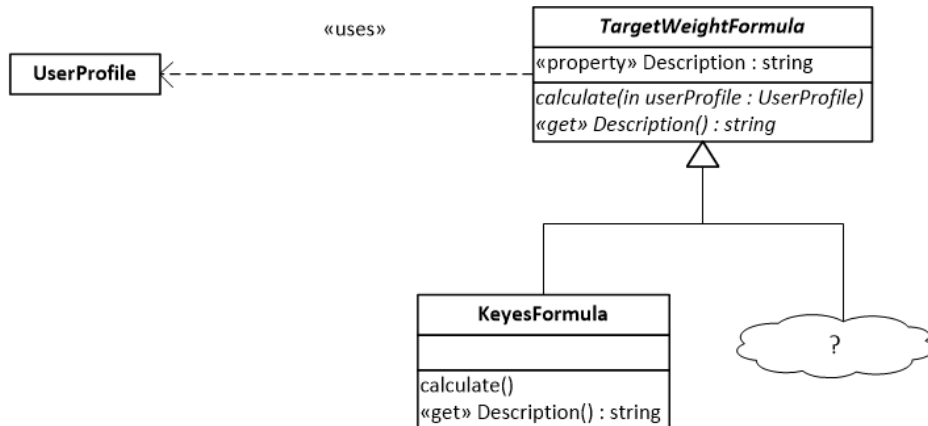 «uses»
TargetWeightFormula
UserProfile
«property» Description : string
calculate(in userProfile : UserProfile)
«get» Description() : string
KeyesFormula
?
calculate()
«get» Description() : string